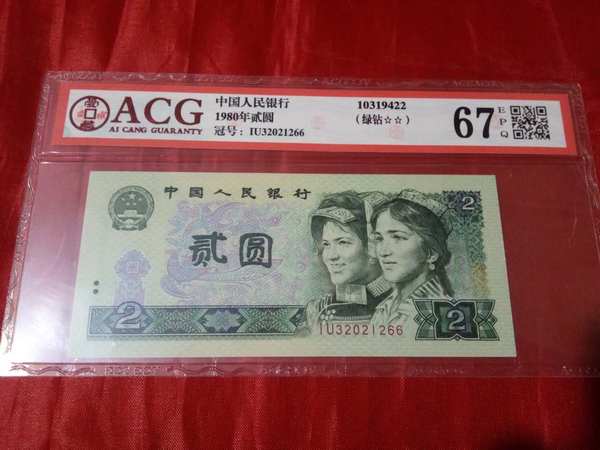 ACG
AI CANG GUARANTY
中国人民银行
1980年贰圆
冠号：IU32021266
10319422
（绿钻☆☆）
67
EPQ
中国人民银行
贰圆
2
2
2
IU32021266